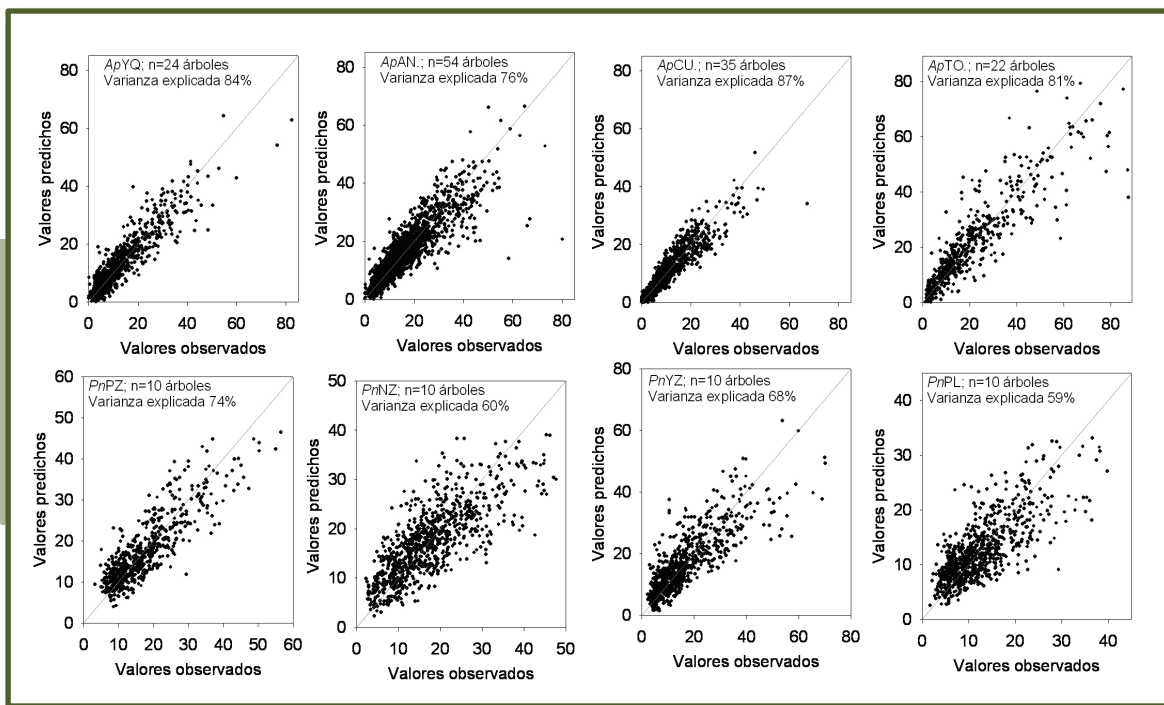 ApYQ; n=24 árboles
Varianza explicada 84%
80
60
40
20
0
0 20 40 60 80
Valores observados
Valores predichos
ApAN.; n=54 árboles
Varianza explicada 76%
80
60
40
20
0
0 20 40 60 80
Valores observados
Valores predichos
ApCU.; n=35 árboles
Varianza explicada 87%
80
60
40
20
0
0 20 40 60 80
Valores observados
Valores predichos
ApTO.; n=22 árboles
Varianza explicada 81%
80
60
40
20
0
0 20 40 60 80
Valores observados
Valores predichos
PnPZ; n=10 árboles
Varianza explicada 74%
60
50
40
30
20
10
0
0 10 20 30 40 50 60
Valores observados
Valores predichos
PnNZ; n=10 árboles
Varianza explicada 60%
50
40
30
20
10
0
0 10 20 30 40 50
Valores observados
Valores predichos
PnYZ; n=10 árboles
Varianza explicada 68%
80
60
40
20
0
0 20 40 60 80
Valores observados
Valores predichos
PnPL; n=10 árboles
Varianza explicada 59%
40
30
20
10
0
0 10 20 30 40
Valores observados
Valores predichos